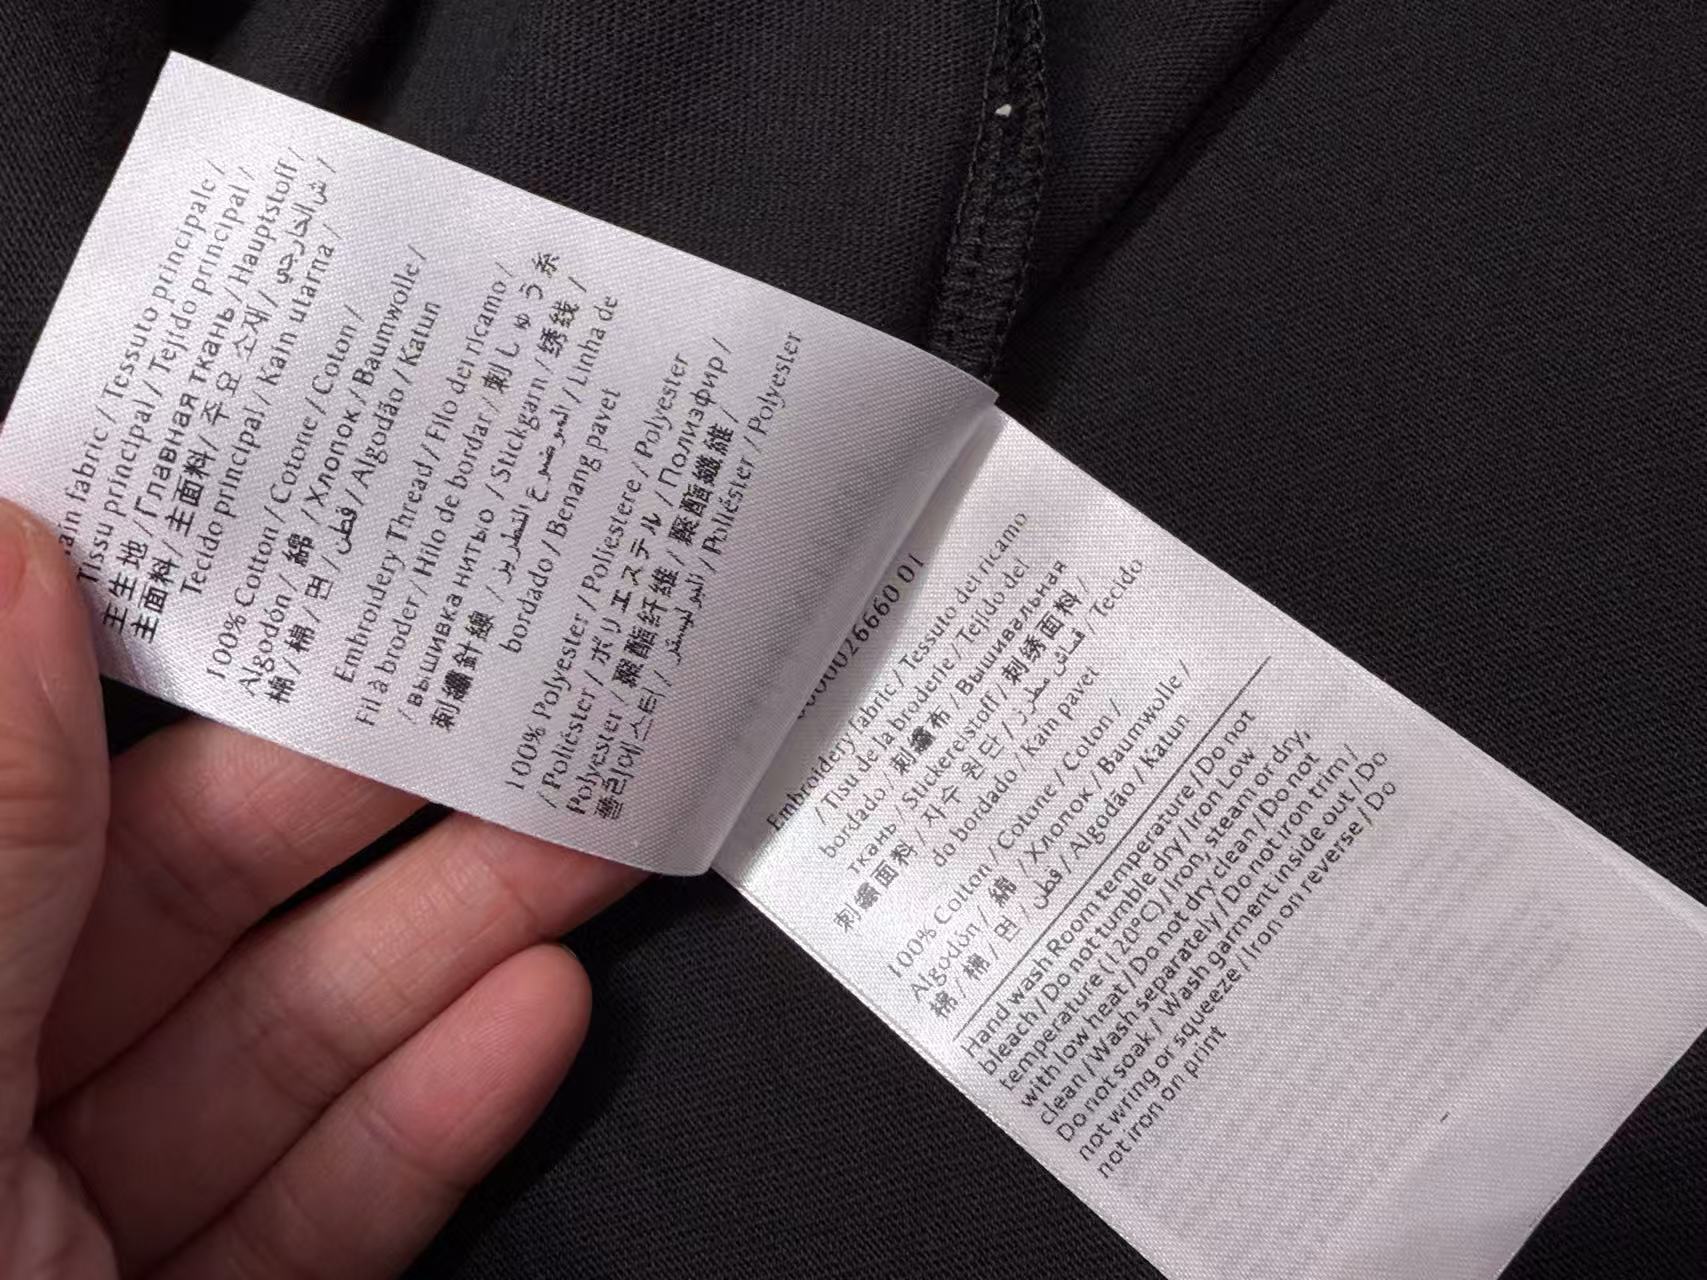 ain fabric / Tessuto principale /
Tissu principal / Tejido principal /
主生地 / Главная ткань / Hauptstoff /
主面料 / 主面料 / 주요 소재 /
Tecido principal / Kain utama /
100% Cotton / Cotone / Coton /
Algodón / 綿 / Хлопок / Baumwolle /
棉 / 棉 / 면 / قطن / Algodão / Katun
Embroidery Thread / Filo del ricamo /
Fil à broder / Hilo de bordar / 刺しゅう糸
/ вышивка нитью / Stickgarn / 绣线 /
刺繡針線 /
bordado / Benang pavet
/ Linha de
100% Polyester / Poliestere / Polyester
/ Poliéster / ポリエステル / Полиэфир /
Polyester / 聚酯纤维 / 聚酯纖維 /
폴리에스터 / / Poliéster / Polyester
0000026660 01
Embroidery fabric / Tessuto del ricamo
/ Tisu de la broderie / Tejido del
bordado / 刺繡布 / Вышивальная
ткань / Stickereistoff / 刺绣面料 /
刺繡面料 / 자수 원단 / قماش مطرز / Tecido
do bordado / Kain pavet
100% Cotton / Cotone / Coton /
Algodón / 綿 / Хлопок / Baumwolle /
棉 / 棉 / 면 / قطن / Algodão / Katun
Hand wash Room temperature / Do not
bleach / Do not tumble dry / Iron Low
temperature (120°C) / Iron, steam or dry,
with low heat / Do not dry clean / Do not
clean / Wash separately / Do not iron trim /
Do not soak / Wash garment inside out / Do
not wring or squeeze / Iron on reverse / Do
not iron on print